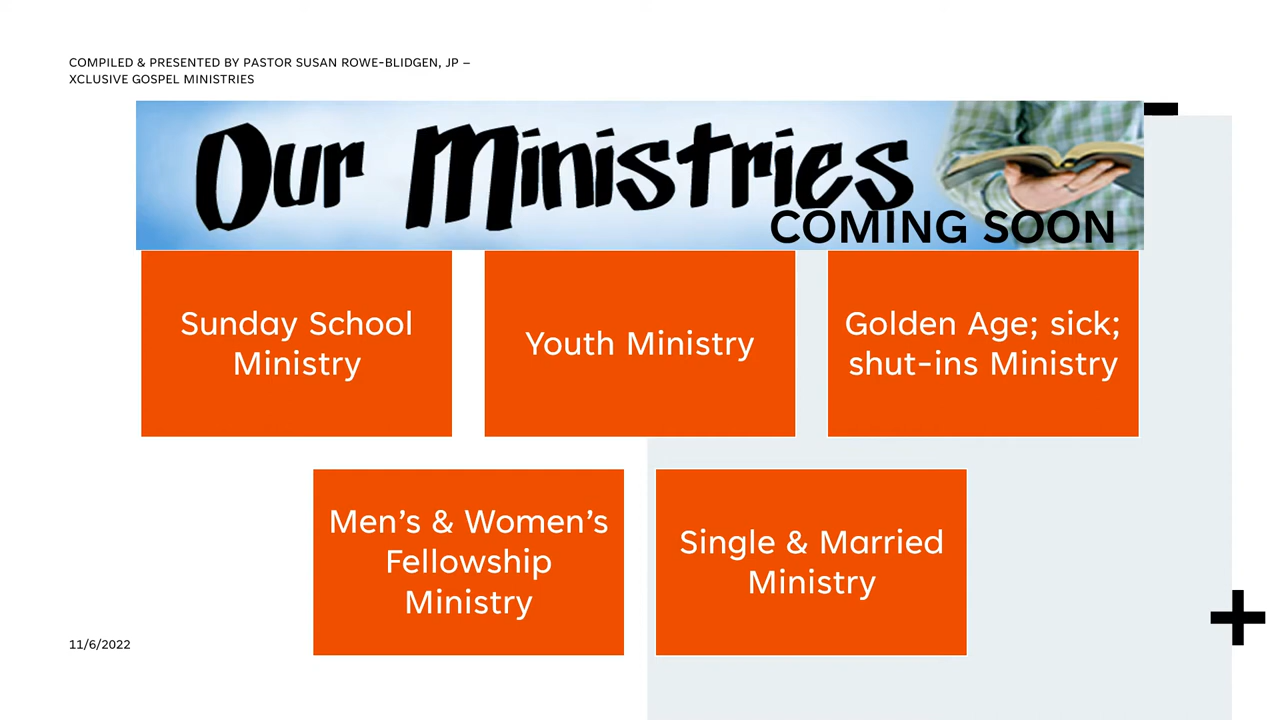 COMPILED & PRESENTED BY PASTOR SUSAN ROWE-BLIDGEN, JP –
XCLUSIVE GOSPEL MINISTRIES
Our Ministries
COMING SOON
Sunday School
Ministry
Youth Ministry
Golden Age; sick;
shut-ins Ministry
Men’s & Women’s
Fellowship
Ministry
Single & Married
Ministry
11/6/2022